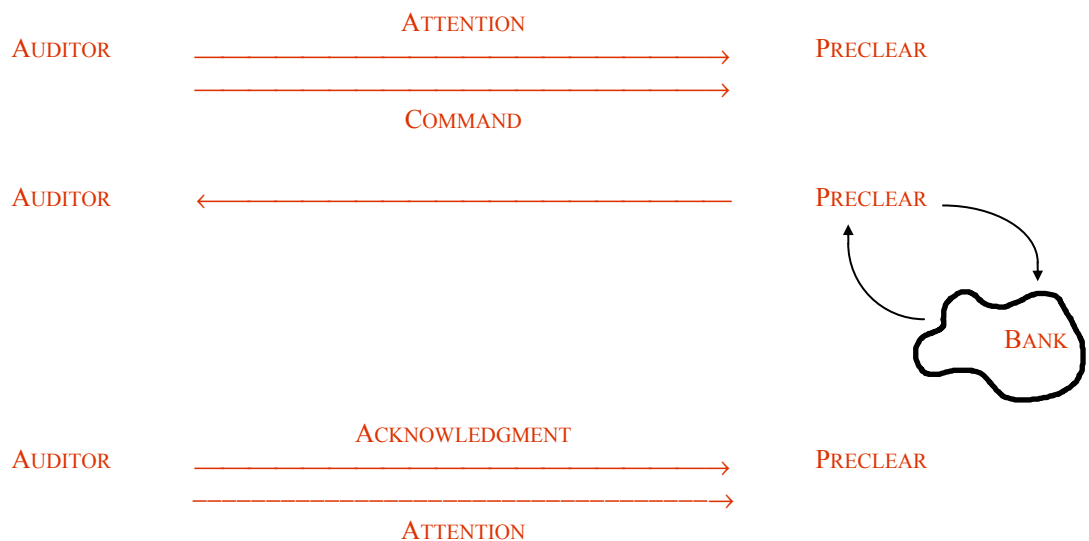 ATTENTION
AUDITOR PRECLEAR
COMMAND
AUDITOR PRECLEAR
BANK
ACKNOWLEDGMENT
AUDITOR PRECLEAR
ATTENTION